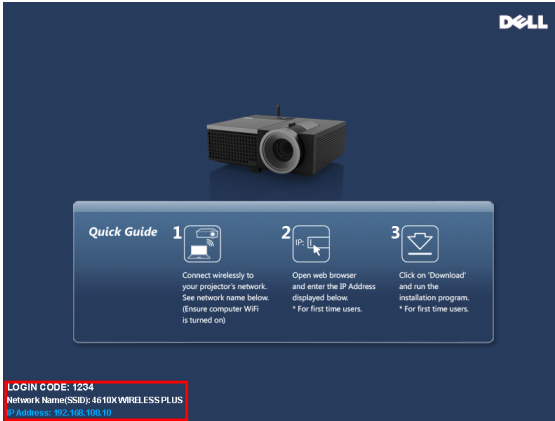 DELL
Quick Guide
1
Connect wirelessly to
your projector's network.
See network name below.
(Ensure computer WiFi
is turned on)
2
IP:
Open web browser
and enter the IP Address
displayed below.
* For first time users.
3
Click on 'Download'
and run the
installation program.
* For first time users.
LOGIN CODE: 1234
Network Name(SSID): 4610X WIRELESS PLUS
IP Address: 192.168.100.10